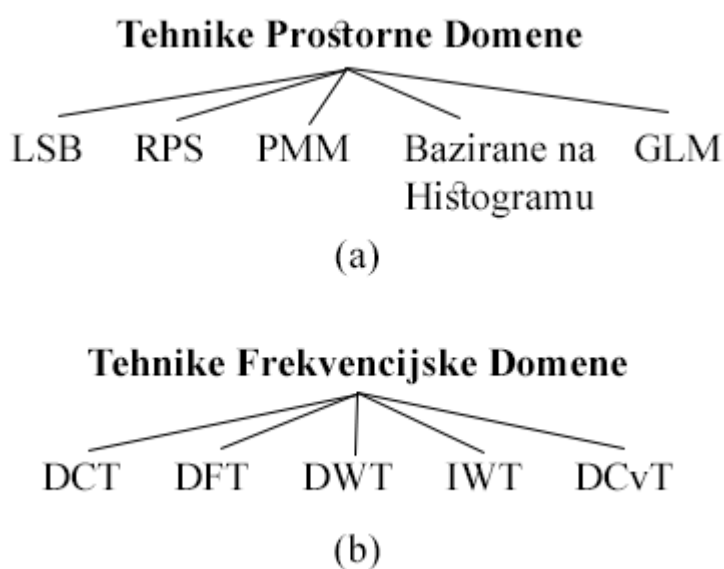 Tehnike Prostorne Domene
LSB RPS PMM Bazirane na GLM
Histogramu
(a)
Tehnike Frekvencijske Domene
DCT DFT DWT IWT DCvT
(b)